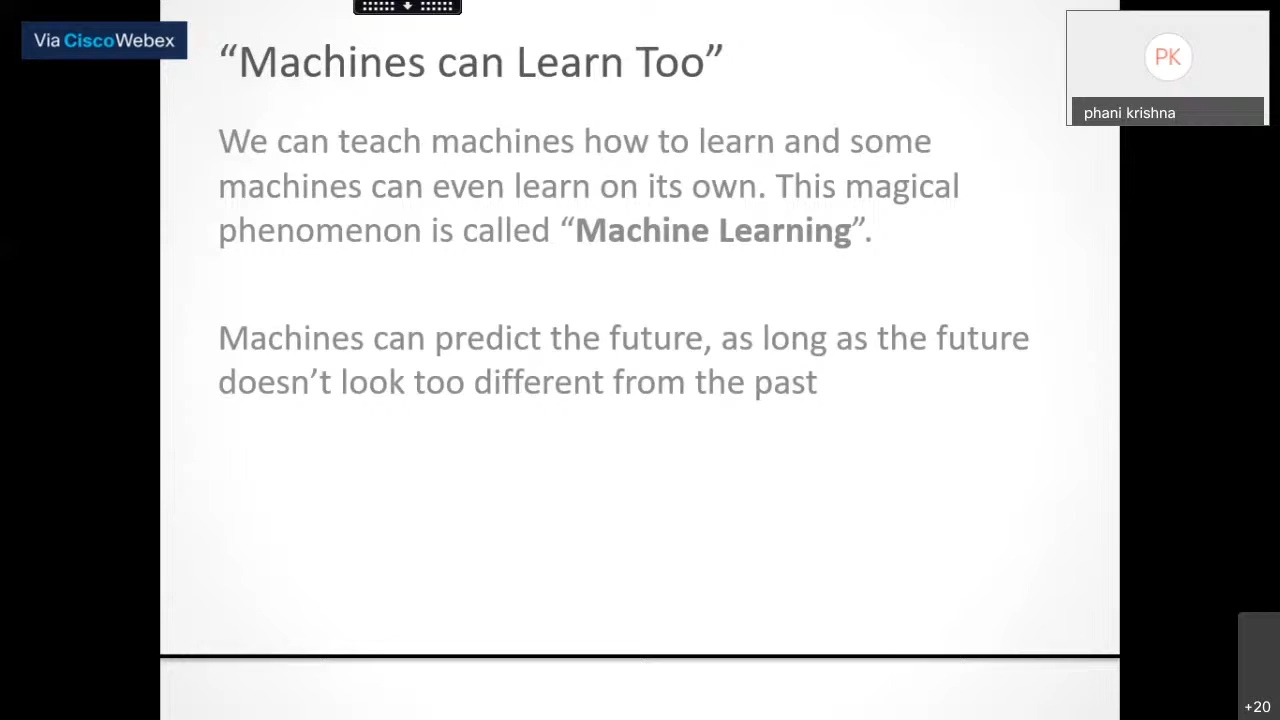 Via CiscoWebex
“Machines can Learn Too”
We can teach machines how to learn and some
machines can even learn on its own. This magical
phenomenon is called “Machine Learning”.
Machines can predict the future, as long as the future
doesn’t look too different from the past
PK
phani krishna
+20